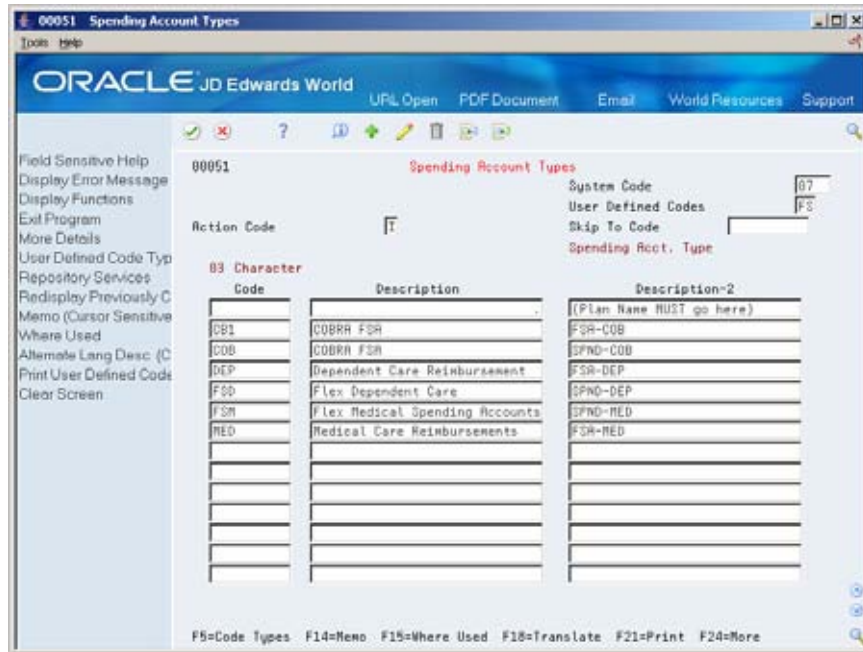 00051 Spending Account Types
Tools Help
ORACLE JD Edwards World
URL Open PDF Document Email World Resources Support
Field Sensitive Help
Display Error Message
Display Functions
Exit Program
More Details
User Defined Code Typ
Repository Services
Redisplay Previously C
Memo (Cursor Sensitive
Where Used
Alternate Lang Desc (C
Print User Defined Code
Clear Screen
00051 Spending Account Types
System Code 07
User Defined Codes FS
Action Code I Skip To Code
Spending Acct. Type
03 Character
Code Description Description-2
. (Plan Name MUST go here)
CB1 COBRA FSA FSA-COB
COB COBRA FSA SPND-COB
DEP Dependent Care Reimbursement FSA-DEP
FSD Flex Dependent Care SPND-DEP
FSM Flex Medical Spending Accounts SPND-MED
MED Medical Care Reimbursements FSA-MED
F5=Code Types F14=Memo F15=Where Used F18=Translate F21=Print F24=More